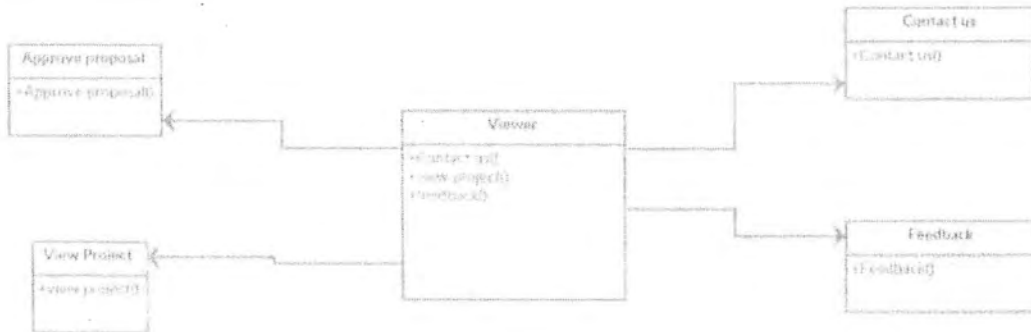 Contact us
+Contact us()
Approve proposal
+Approve proposal()
Viewer
+Contact us()
+view project()
+Feedback()
Feedback
+Feedback()
View Project
+view project()